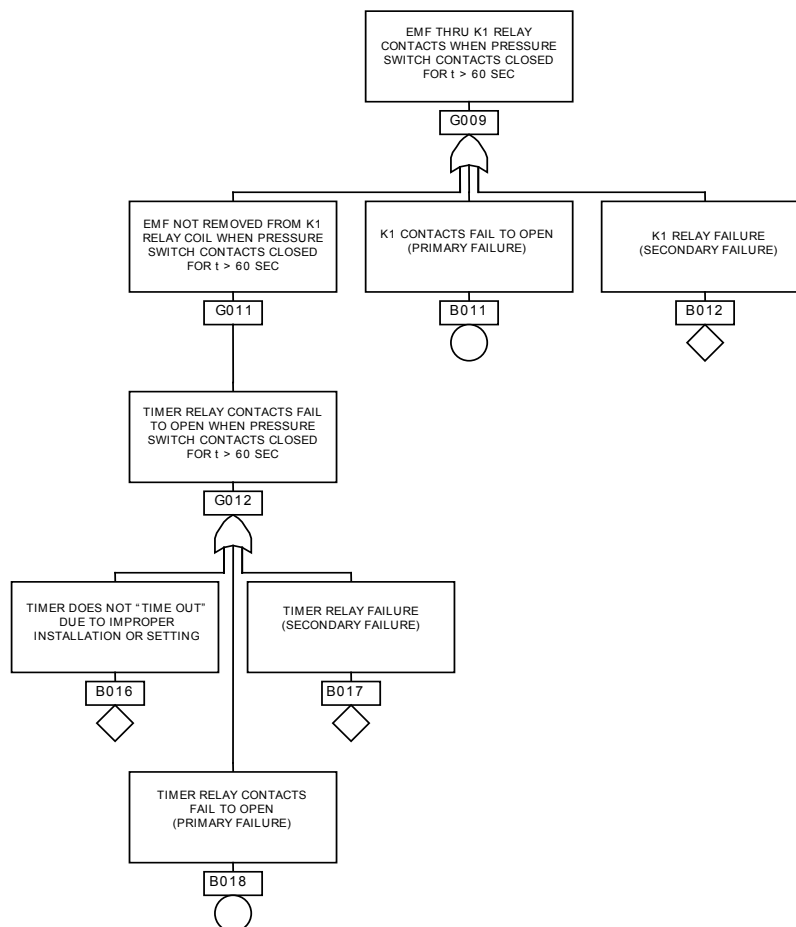 EMF THRU K1 RELAY
CONTACTS WHEN PRESSURE
SWITCH CONTACTS CLOSED
FOR t > 60 SEC
G009
EMF NOT REMOVED FROM K1
RELAY COIL WHEN PRESSURE
SWITCH CONTACTS CLOSED
FOR t > 60 SEC
G011
K1 CONTACTS FAIL TO OPEN
(PRIMARY FAILURE)
B011
K1 RELAY FAILURE
(SECONDARY FAILURE)
B012
TIMER RELAY CONTACTS FAIL
TO OPEN WHEN PRESSURE
SWITCH CONTACTS CLOSED
FOR t > 60 SEC
G012
TIMER DOES NOT "TIME OUT"
DUE TO IMPROPER
INSTALLATION OR SETTING
B016
TIMER RELAY FAILURE
(SECONDARY FAILURE)
B017
TIMER RELAY CONTACTS
FAIL TO OPEN
(PRIMARY FAILURE)
B018